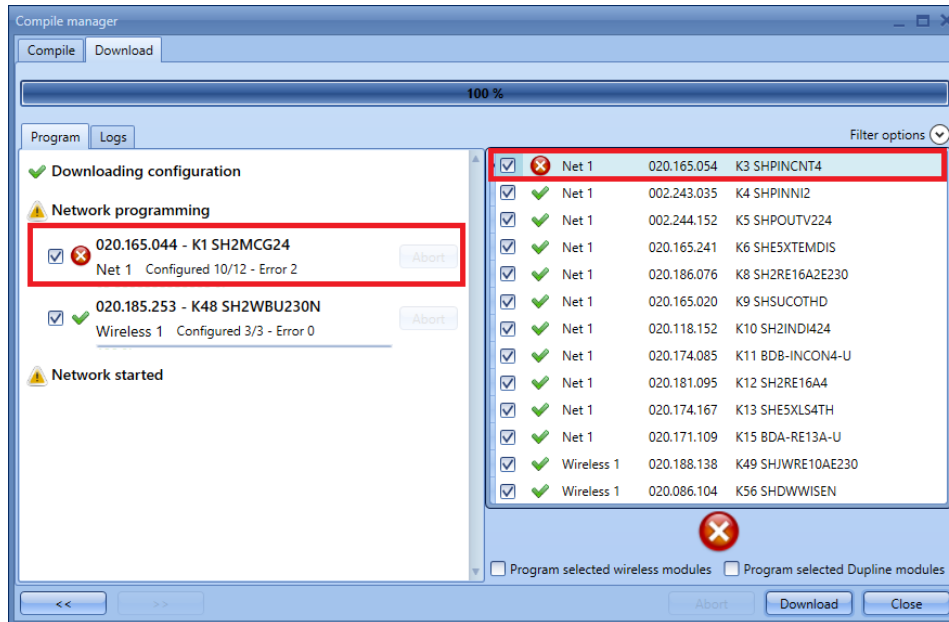 Compile manager
Compile Download
100 %
Program Logs
Filter options
Downloading configuration
Network programming
020.165.044 - K1 SH2MCG24
Net 1 Configured 10/12 - Error 2
Abort
020.185.253 - K48 SH2WBU230N
Wireless 1 Configured 3/3 - Error 0
Abort
Network started
Net 1 020.165.054 K3 SHPINCNT4
Net 1 002.243.035 K4 SHPINNI2
Net 1 002.244.152 K5 SHPOUTV224
Net 1 020.165.241 K6 SHE5XTEMDIS
Net 1 020.186.076 K8 SH2RE16A2E230
Net 1 020.165.020 K9 SHSUCOTHD
Net 1 020.118.152 K10 SH2INDI424
Net 1 020.174.085 K11 BDB-INCON4-U
Net 1 020.181.095 K12 SH2RE16A4
Net 1 020.174.167 K13 SHE5XLS4TH
Net 1 020.171.109 K15 BDA-RE13A-U
Wireless 1 020.188.138 K49 SHJWRE10AE230
Wireless 1 020.086.104 K56 SHDWWISEN
Program selected wireless modules Program selected Dupline modules
<< >> Abort Download Close